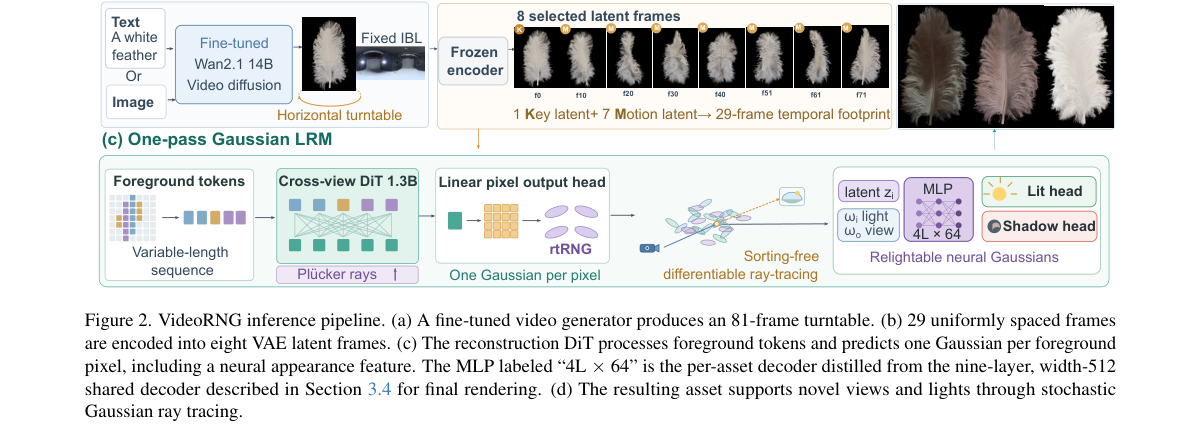 Text
A white
feather
Or
Image
Fine-tuned
Wan2.1 14B
Video diffusion
Fixed IBL
Horizontal turntable
Frozen
encoder
8 selected latent frames
K M M M M M M M
f0 f10 f20 f30 f40 f51 f61 f71
1 Key latent+ 7 Motion latent→ 29-frame temporal footprint
(c) One-pass Gaussian LRM
Foreground tokens
Variable-length
sequence
Cross-view DiT 1.3B
Plücker rays ↑
Linear pixel output head
rtRNG
One Gaussian per pixel
Sorting-free
differentiable ray-tracing
latent zi
ωi light
ωo view
MLP
4L × 64
Lit head
Shadow head
Relightable neural Gaussians
Figure 2. VideoRNG inference pipeline. (a) A fine-tuned video generator produces an 81-frame turntable. (b) 29 uniformly spaced frames
are encoded into eight VAE latent frames. (c) The reconstruction DiT processes foreground tokens and predicts one Gaussian per foreground
pixel, including a neural appearance feature. The MLP labeled “4L × 64” is the per-asset decoder distilled from the nine-layer, width-512
shared decoder described in Section 3.4 for final rendering. (d) The resulting asset supports novel views and lights through stochastic
Gaussian ray tracing.